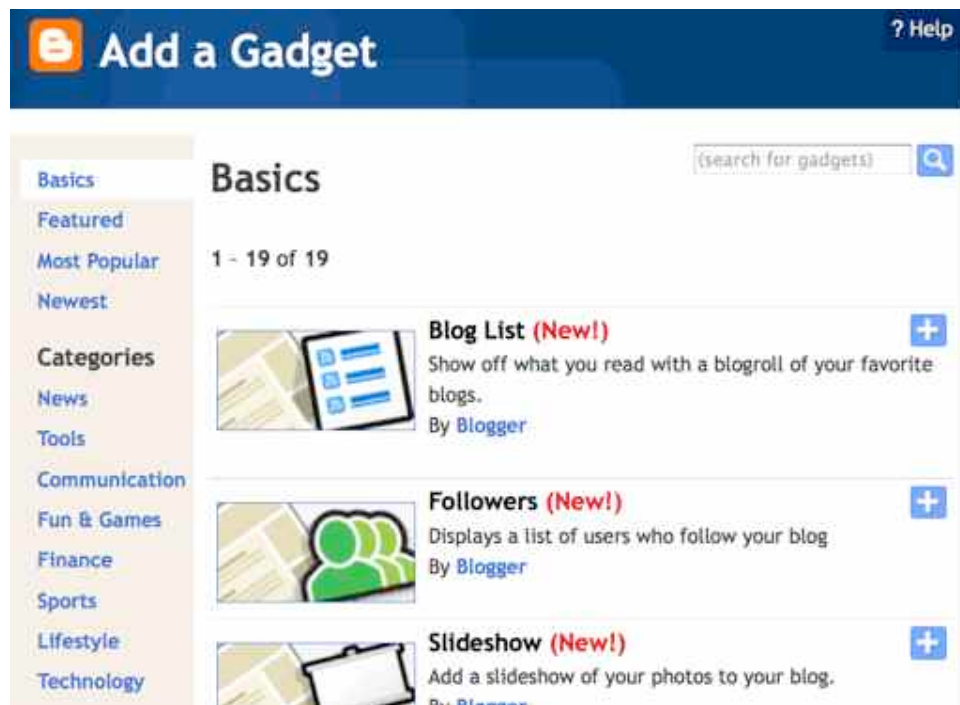 Add a Gadget
? Help
Basics
Featured
Most Popular
Newest
Categories
News
Tools
Communication
Fun & Games
Finance
Sports
Lifestyle
Technology
Basics
(search for gadgets)
1 - 19 of 19
Blog List (New!)
Show off what you read with a blogroll of your favorite
blogs.
By Blogger
Followers (New!)
Displays a list of users who follow your blog
By Blogger
Slideshow (New!)
Add a slideshow of your photos to your blog.
By Blogger